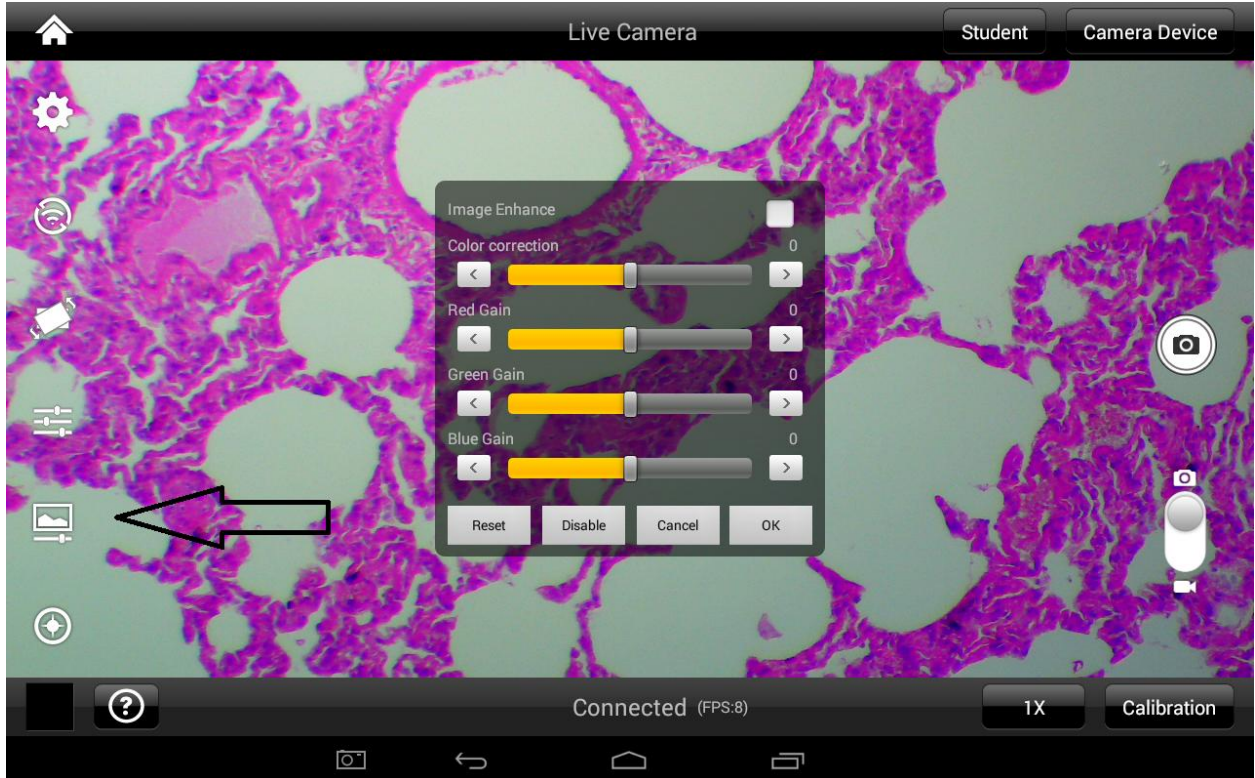 Live Camera
Student
Camera Device
Image Enhance
Color correction 0
Red Gain 0
Green Gain 0
Blue Gain 0
Reset Disable Cancel OK
Connected (FPS:8)
1X
Calibration